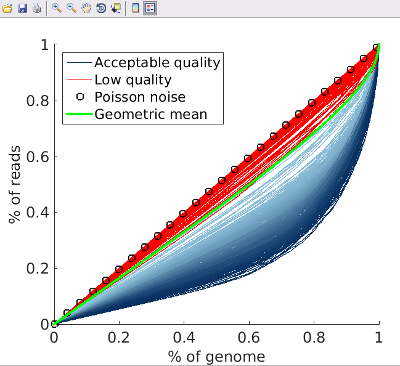 1
Acceptable quality
Low quality
Poisson noise
Geometric mean
0.8
0.6
0.4
0.2
0
% of reads
0 0.2 0.4 0.6 0.8 1
% of genome